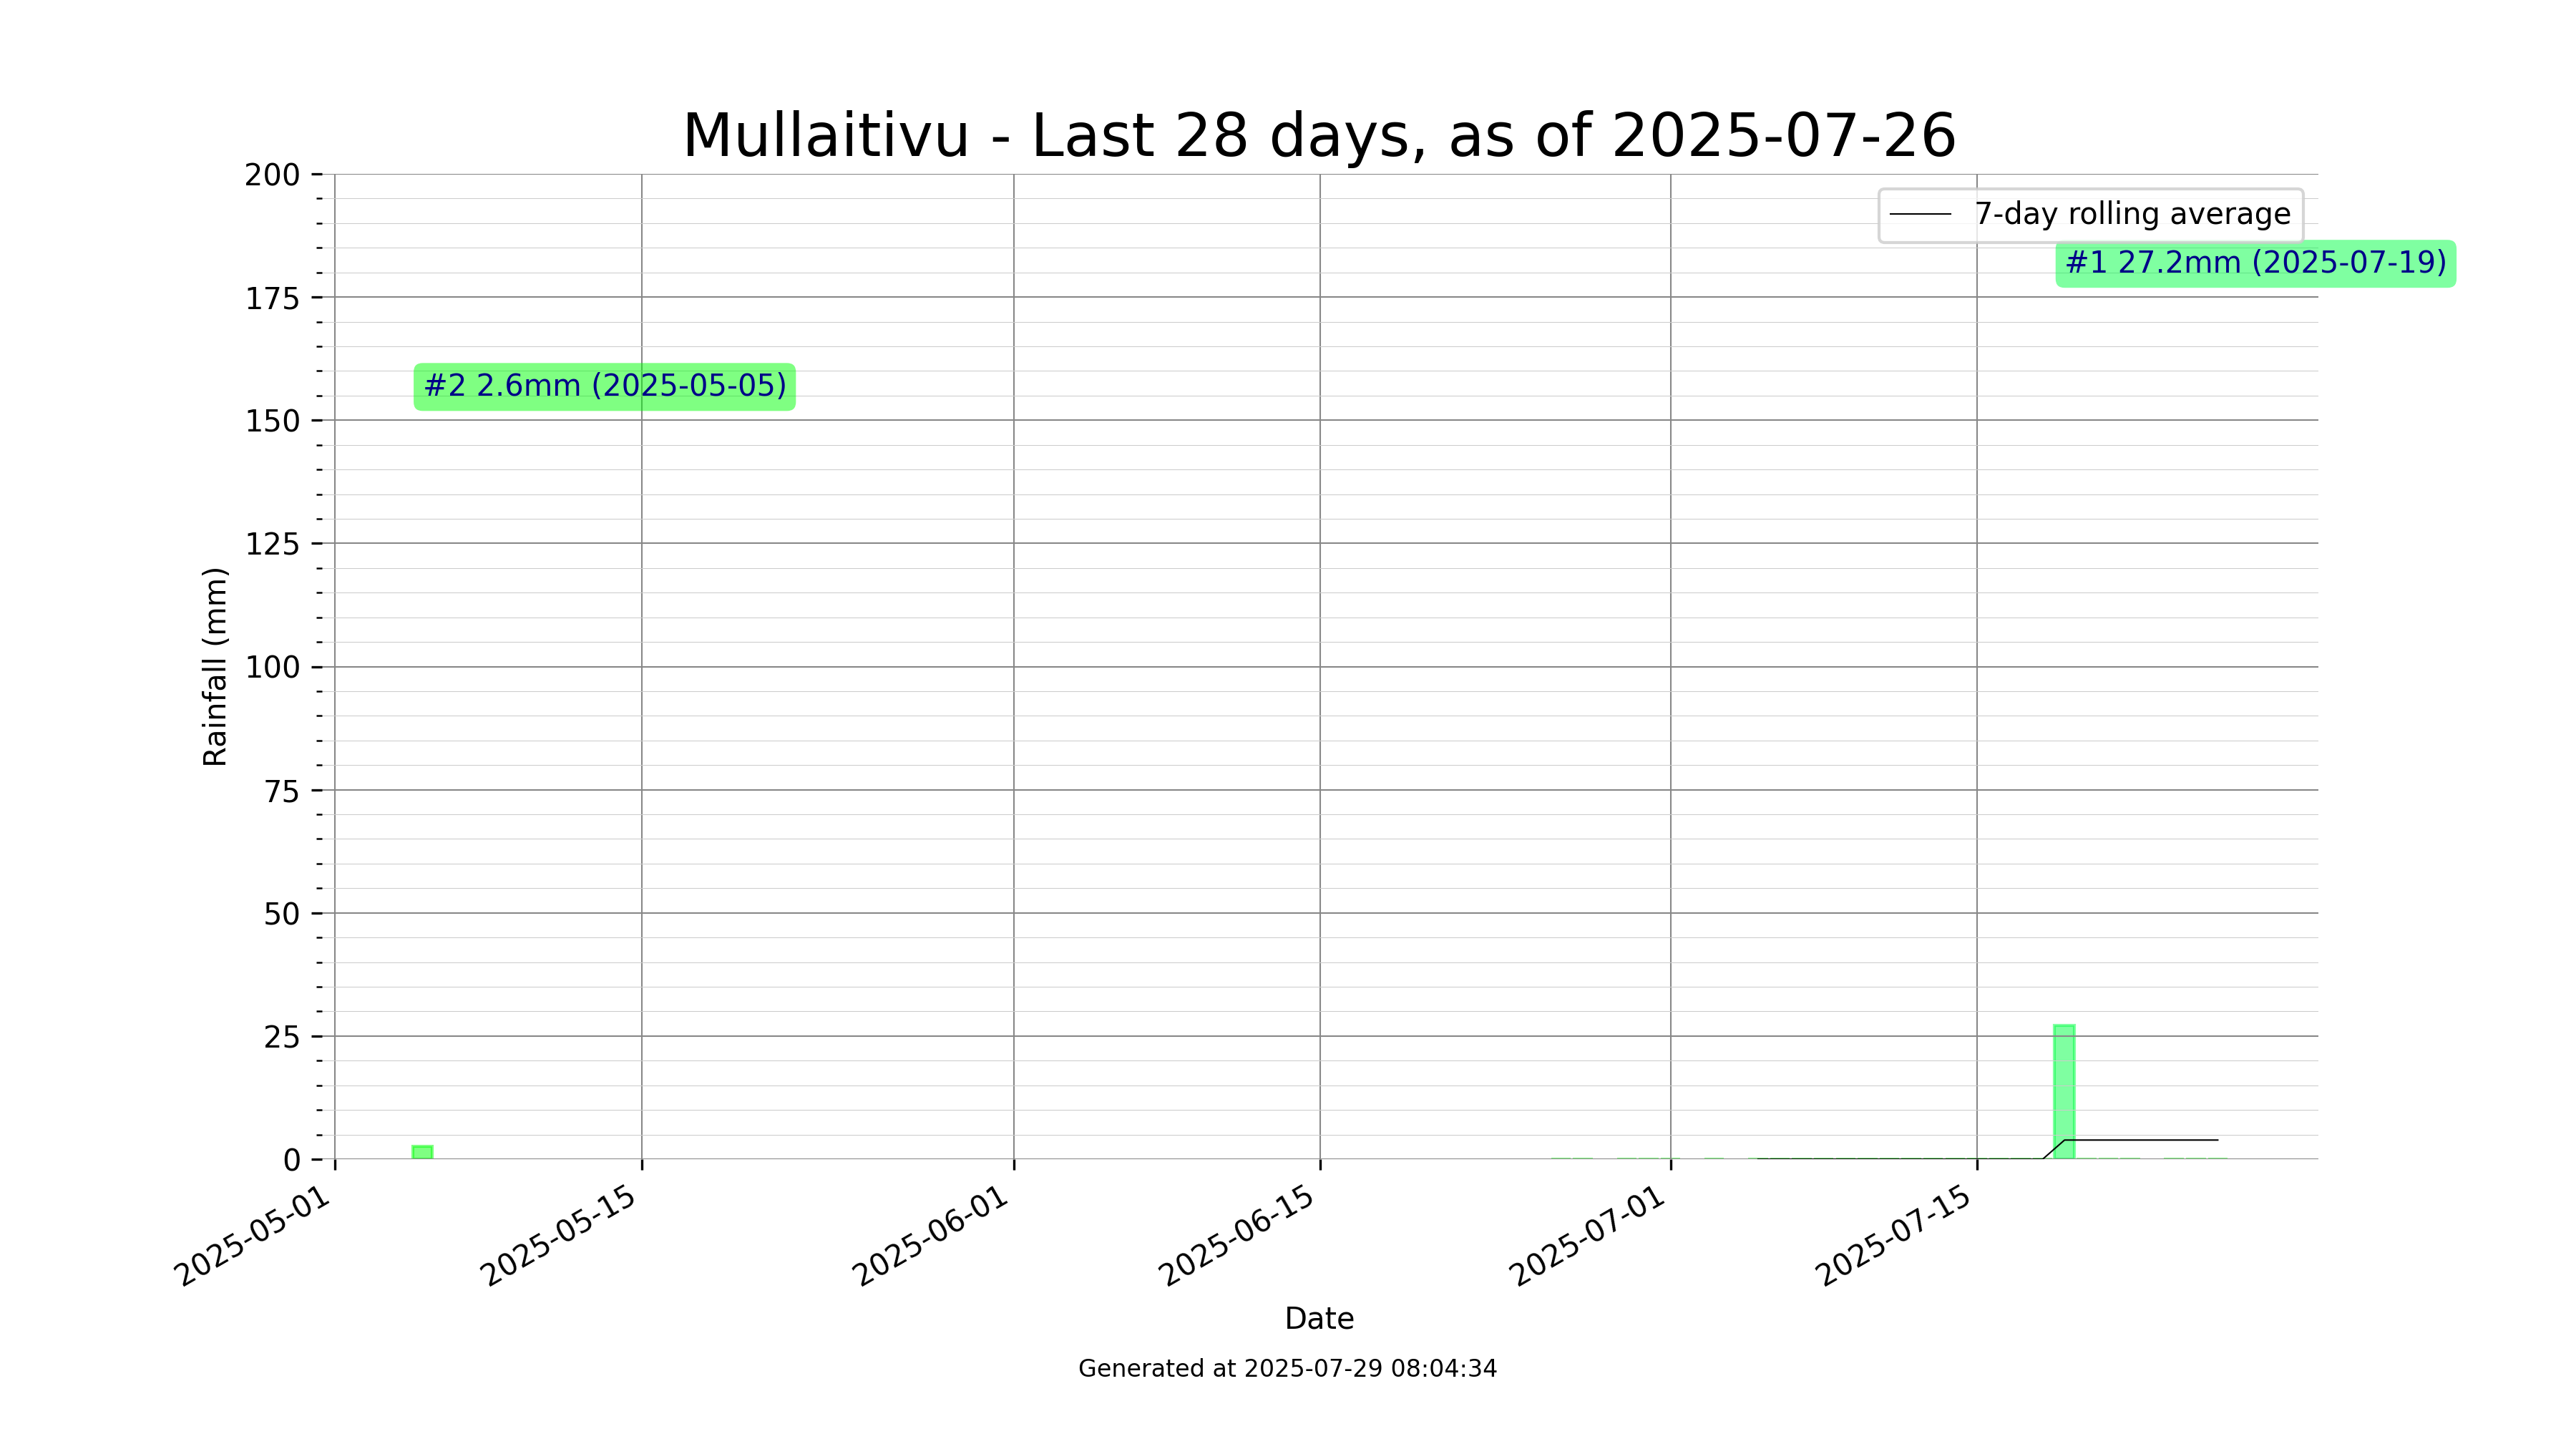 Mullaitivu - Last 28 days, as of 2025-07-26
200
175
150
125
100
75
50
25
0
Rainfall (mm)
7-day rolling average
#1 27.2mm (2025-07-19)
#2 2.6mm (2025-05-05)
2025-05-01
2025-05-15
2025-06-01
2025-06-15
2025-07-01
2025-07-15
Date
Generated at 2025-07-29 08:04:34